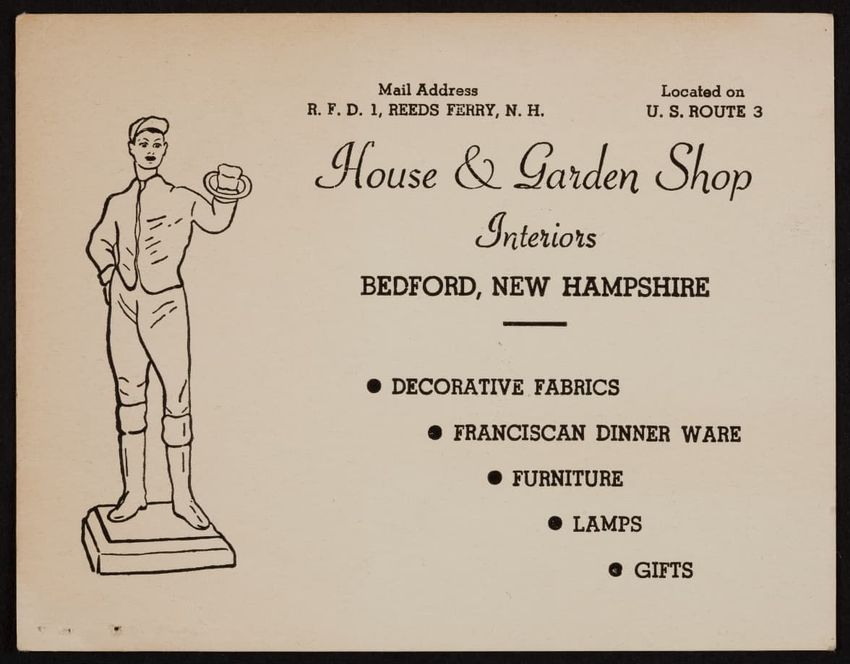 Mail Address
R. F. D. 1, REEDS FERRY, N. H.
Located on
U. S. ROUTE 3
House & Garden Shop
Interiors
BEDFORD, NEW HAMPSHIRE
● DECORATIVE FABRICS
● FRANCISCAN DINNER WARE
● FURNITURE
● LAMPS
● GIFTS